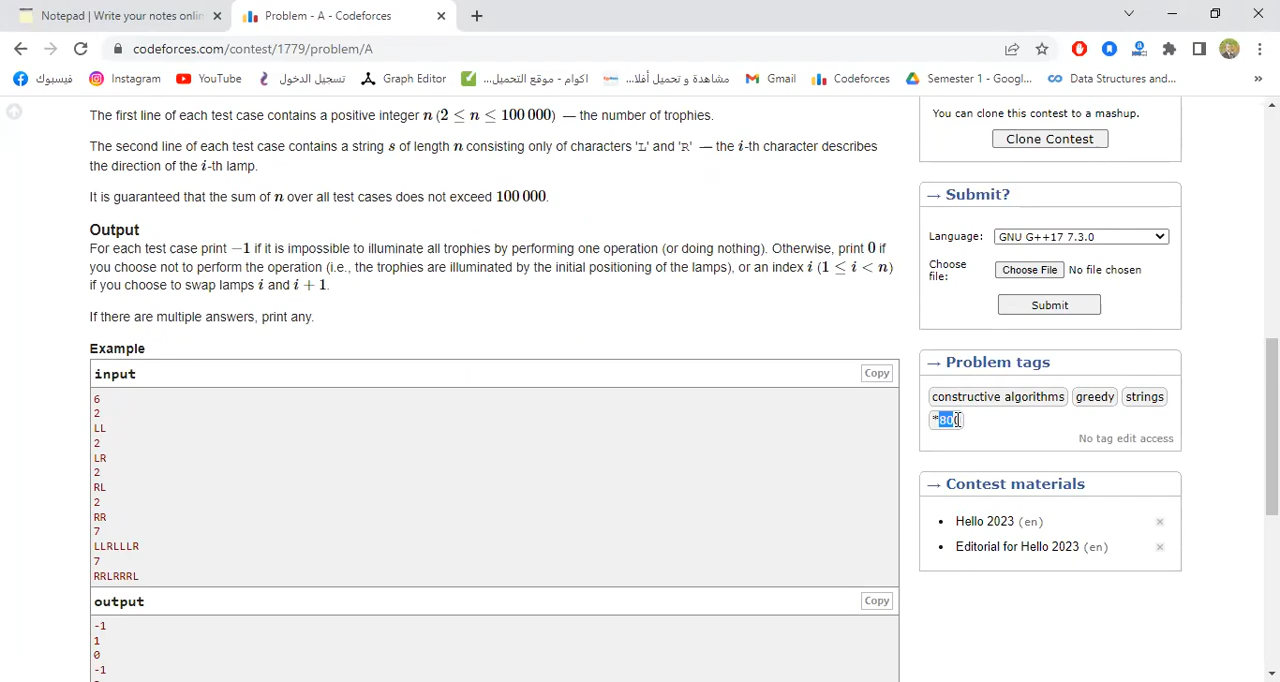 Notepad | Write your notes onlin
Problem - A - Codeforces
codeforces.com/contest/1779/problem/A
فيسبوك
Instagram
YouTube
تسجيل الدخول
Graph Editor
اكوام - موقع التحميل...
مشاهدة و تحميل أفلا...
Gmail
Codeforces
Semester 1 - Googl...
Data Structures and...
»
The first line of each test case contains a positive integer n (2 ≤ n ≤ 100 000) — the number of trophies.
The second line of each test case contains a string s of length n consisting only of characters 'L' and 'R' — the i-th character describes
the direction of the i-th lamp.
It is guaranteed that the sum of n over all test cases does not exceed 100 000.
Output
For each test case print −1 if it is impossible to illuminate all trophies by performing one operation (or doing nothing). Otherwise, print 0 if
you choose not to perform the operation (i.e., the trophies are illuminated by the initial positioning of the lamps), or an index i (1 ≤ i < n)
if you choose to swap lamps i and i + 1.
If there are multiple answers, print any.
Example
input
Copy
6
2
LL
2
LR
2
RL
2
RR
7
LLRLLLR
7
RRLRRRL
output
Copy
-1
1
0
-1
You can clone this contest to a mashup.
Clone Contest
→ Submit?
Language: GNU G++17 7.3.0
Choose
file:
Choose File No file chosen
Submit
→ Problem tags
constructive algorithms greedy strings
*800
No tag edit access
→ Contest materials
Hello 2023 (en)
Editorial for Hello 2023 (en)